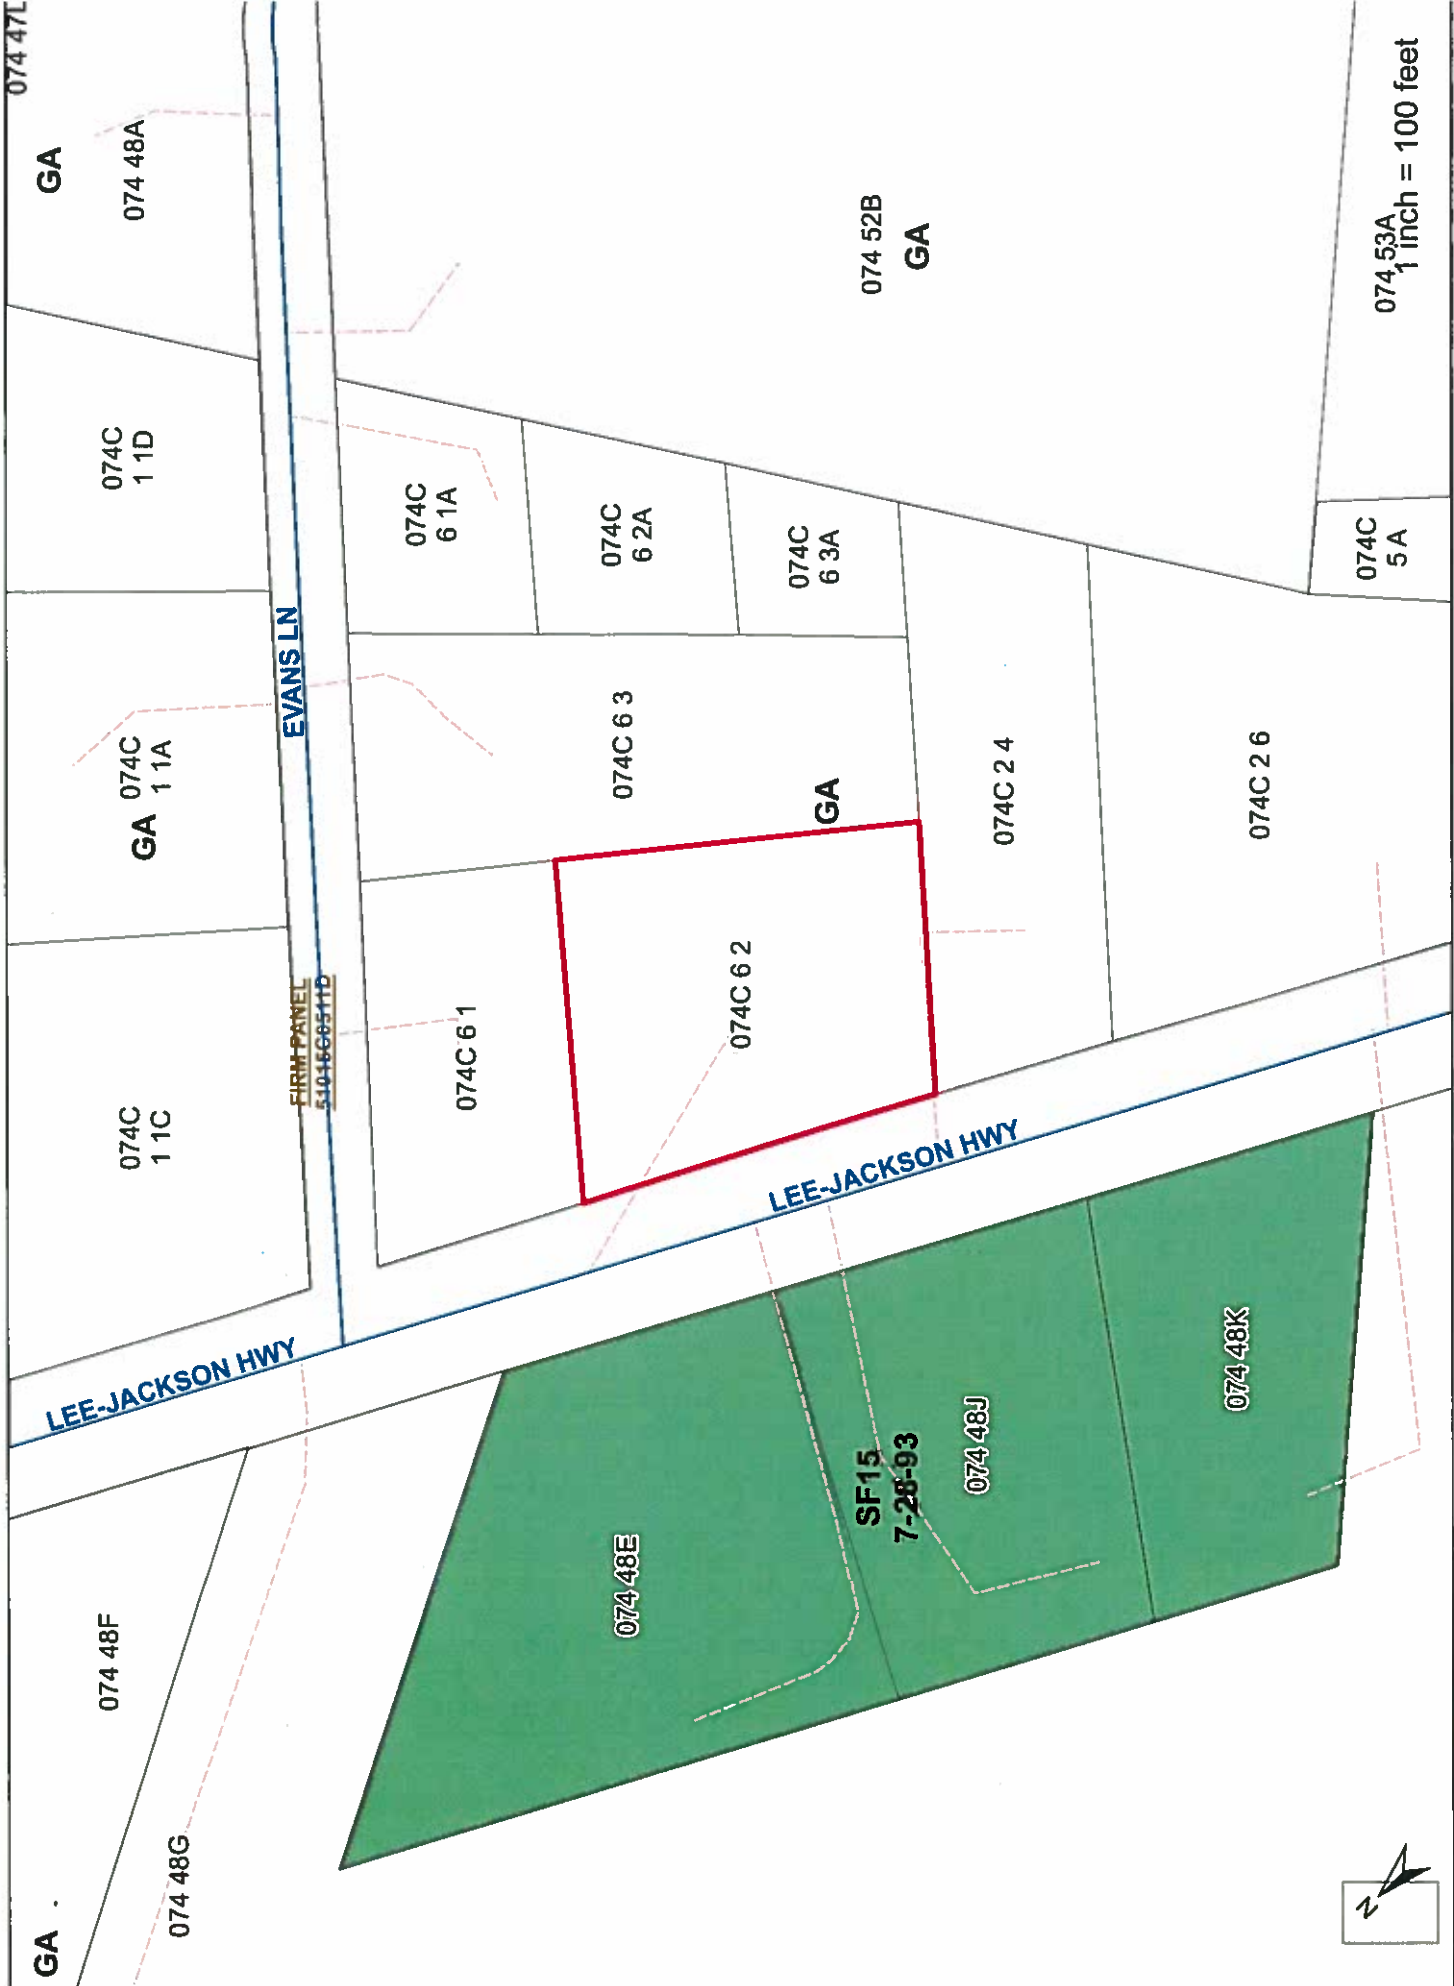 GA
074 47L
GA
074 48F
074C
1 1C
074C
1 1A
GA
074C
1 1D
074 48A
074 48G
LEE-JACKSON HWY
EVANS LN
FIRM PANEL
51015C0511D
074C 6 1
074C
6 1A
074 48E
074C 6 3
074C
6 2A
074C 6 2
074C
6 3A
GA
074 52B
GA
SF15
7-28-93
LEE-JACKSON HWY
074 48J
074C 2 4
074 48K
074C 2 6
074C
5 A
074 53A
1 inch = 100 feet
N